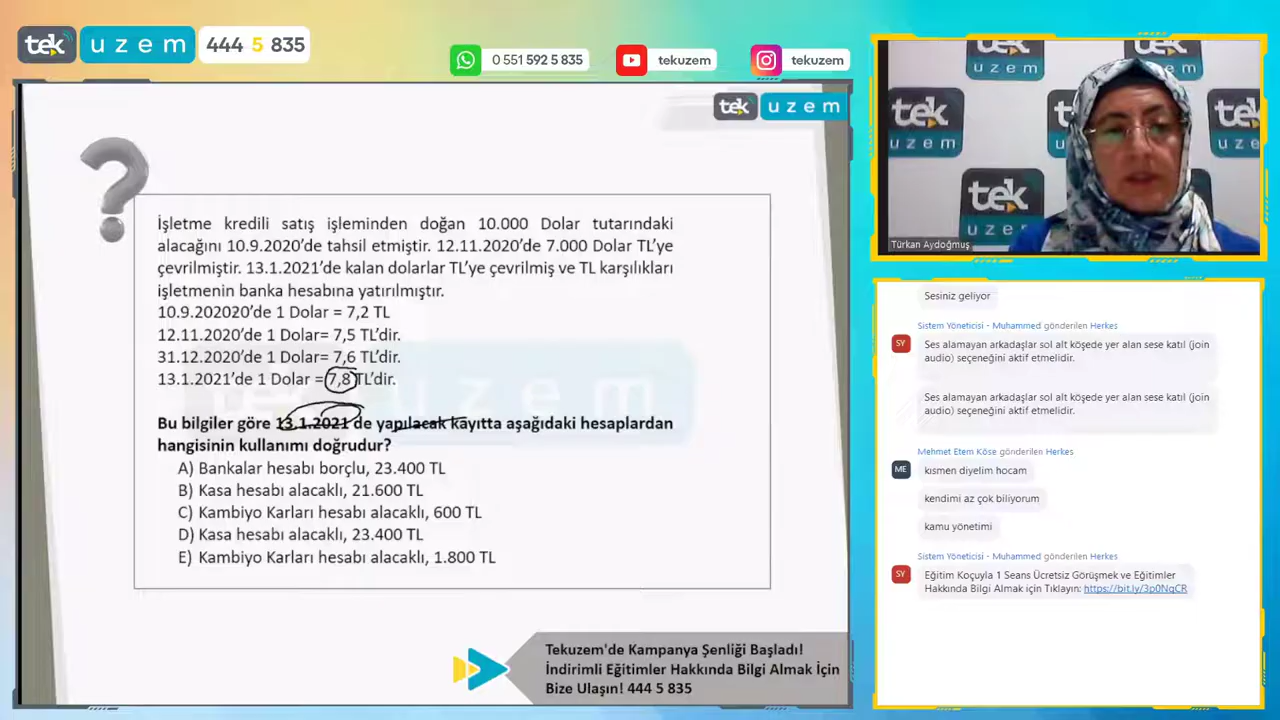 tek uzem 444 5 835
0 551 592 5 835
tekuzem
tekuzem
tek uzem
İşletme kredili satış işleminden doğan 10.000 Dolar tutarındaki
alacağını 10.9.2020’de tahsil etmiştir. 12.11.2020’de 7.000 Dolar TL’ye
çevrilmiştir. 13.1.2021’de kalan dolarlar TL’ye çevrilmiş ve TL karşılıkları
işletmenin banka hesabına yatırılmıştır.
10.9.202020’de 1 Dolar = 7,2 TL
12.11.2020’de 1 Dolar= 7,5 TL’dir.
31.12.2020’de 1 Dolar= 7,6 TL’dir.
13.1.2021’de 1 Dolar = 7,8 TL’dir.
Bu bilgiler göre 13.1.2021 de yapılacak kayıtta aşağıdaki hesaplardan
hangisinin kullanımı doğrudur?
A) Bankalar hesabı borçlu, 23.400 TL
B) Kasa hesabı alacaklı, 21.600 TL
C) Kambiyo Karları hesabı alacaklı, 600 TL
D) Kasa hesabı alacaklı, 23.400 TL
E) Kambiyo Karları hesabı alacaklı, 1.800 TL
uzem
Tekuzem'de Kampanya Şenliği Başladı!
İndirimli Eğitimler Hakkında Bilgi Almak İçin
Bize Ulaşın! 444 5 835
tek uzem
tek uzem
Türkan Aydoğmuş
Sesiniz geliyor
Sistem Yöneticisi - Muhammed gönderilen Herkes
SY
Ses alamayan arkadaşlar sol alt köşede yer alan sese katıl (join
audio) seçeneğini aktif etmelidir.
Ses alamayan arkadaşlar sol alt köşede yer alan sese katıl (join
audio) seçeneğini aktif etmelidir.
Mehmet Etem Köse gönderilen Herkes
ME
kısmen diyelim hocam
kendimi az çok biliyorum
kamu yönetimi
Sistem Yöneticisi - Muhammed gönderilen Herkes
SY
Eğitim Koçuyla 1 Seans Ücretsiz Görüşmek ve Eğitimler
Hakkında Bilgi Almak için Tıklayın: https://bit.ly/3p0NqCR